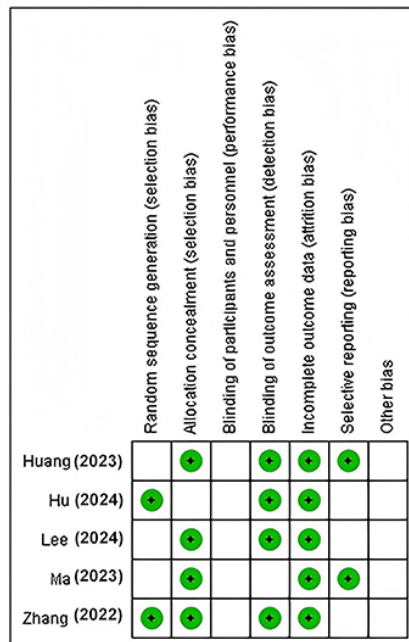 Random sequence generation (selection bias)
Allocation concealment (selection bias)
Blinding of participants and personnel (performance bias)
Blinding of outcome assessment (detection bias)
Incomplete outcome data (attrition bias)
Selective reporting (reporting bias)
Other bias
Huang (2023)
Hu (2024)
Lee (2024)
Ma (2023)
Zhang (2022)